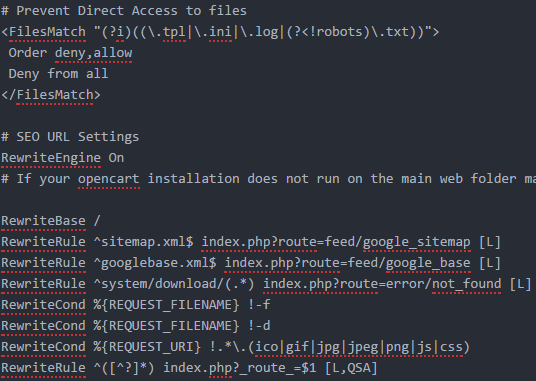 # Prevent Direct Access to files
<FilesMatch "(?i)((\.tpl|\.ini|\.log|(?<!robots)\.txt))">
Order deny,allow
Deny from all
</FilesMatch>
# SEO URL Settings
RewriteEngine On
# If your opencart installation does not run on the main web folder ma
RewriteBase /
RewriteRule ^sitemap.xml$ index.php?route=feed/google_sitemap [L]
RewriteRule ^googlebase.xml$ index.php?route=feed/google_base [L]
RewriteRule ^system/download/(.*) index.php?route=error/not_found [L]
RewriteCond %{REQUEST_FILENAME} !-f
RewriteCond %{REQUEST_FILENAME} !-d
RewriteCond %{REQUEST_URI} !.*\.(ico|gif|jpg|jpeg|png|js|css)
RewriteRule ^([^?]*) index.php?_route_=$1 [L,QSA]